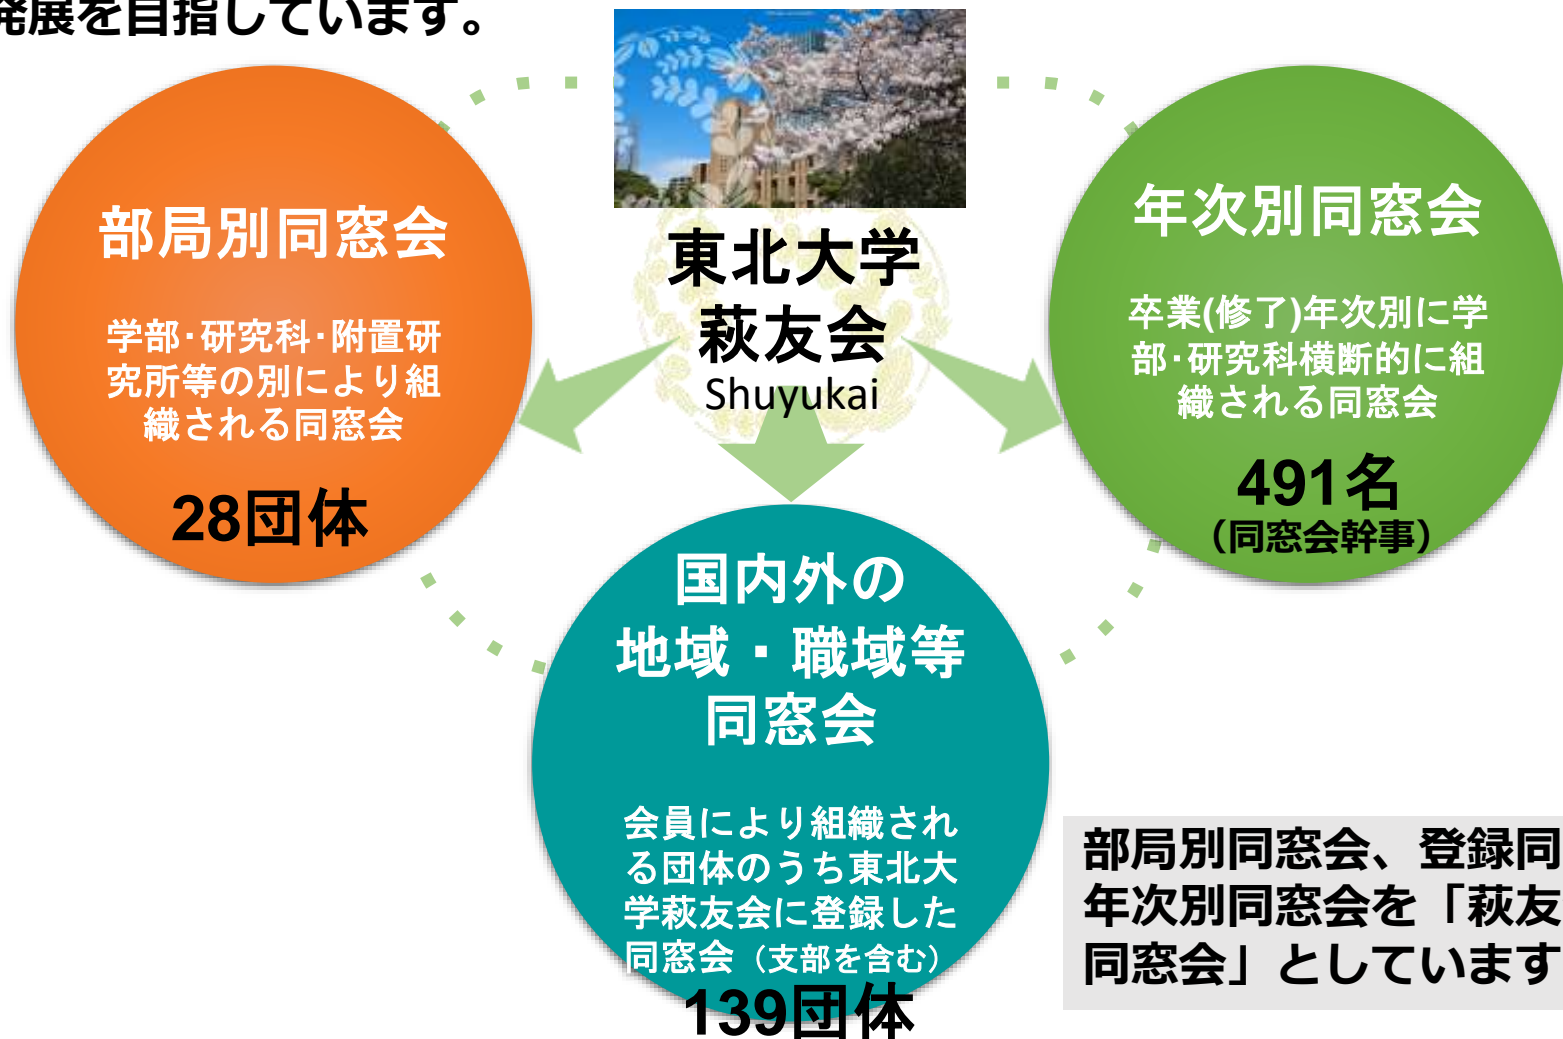 発展を目指しています。
部局別同窓会
学部・研究科・附置研
究所等の別により組
織される同窓会
28団体
東北大学
萩友会
Shuyukai
年次別同窓会
卒業(修了)年次別に学
部・研究科横断的に組
織される同窓会
491名
（同窓会幹事）
国内外の
地域・職域等
同窓会
会員により組織され
る団体のうち東北大
学萩友会に登録した
同窓会（支部を含む）
139団体
部局別同窓会、登録同
年次別同窓会を「萩友
同窓会」としています